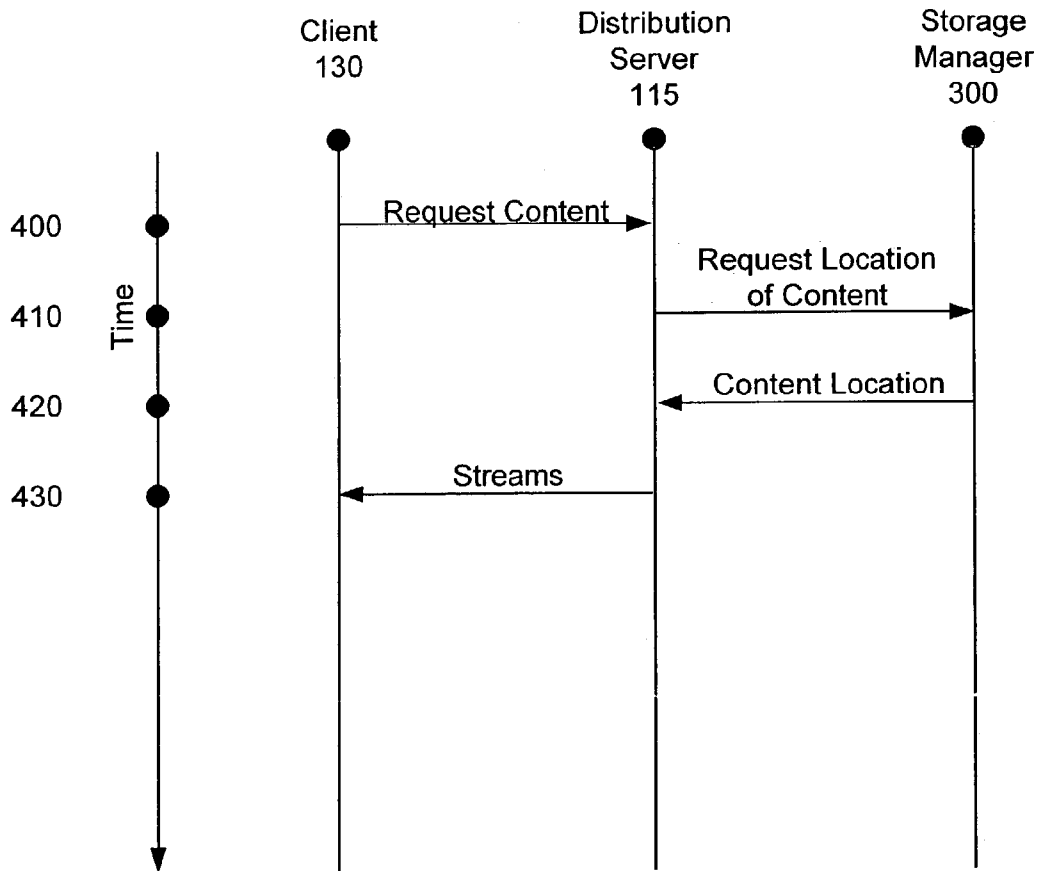 Client
130
Distribution
Server
115
Storage
Manager
300
400
Request Content
Request Location
of Content
410
Time
Content Location
420
Streams
430